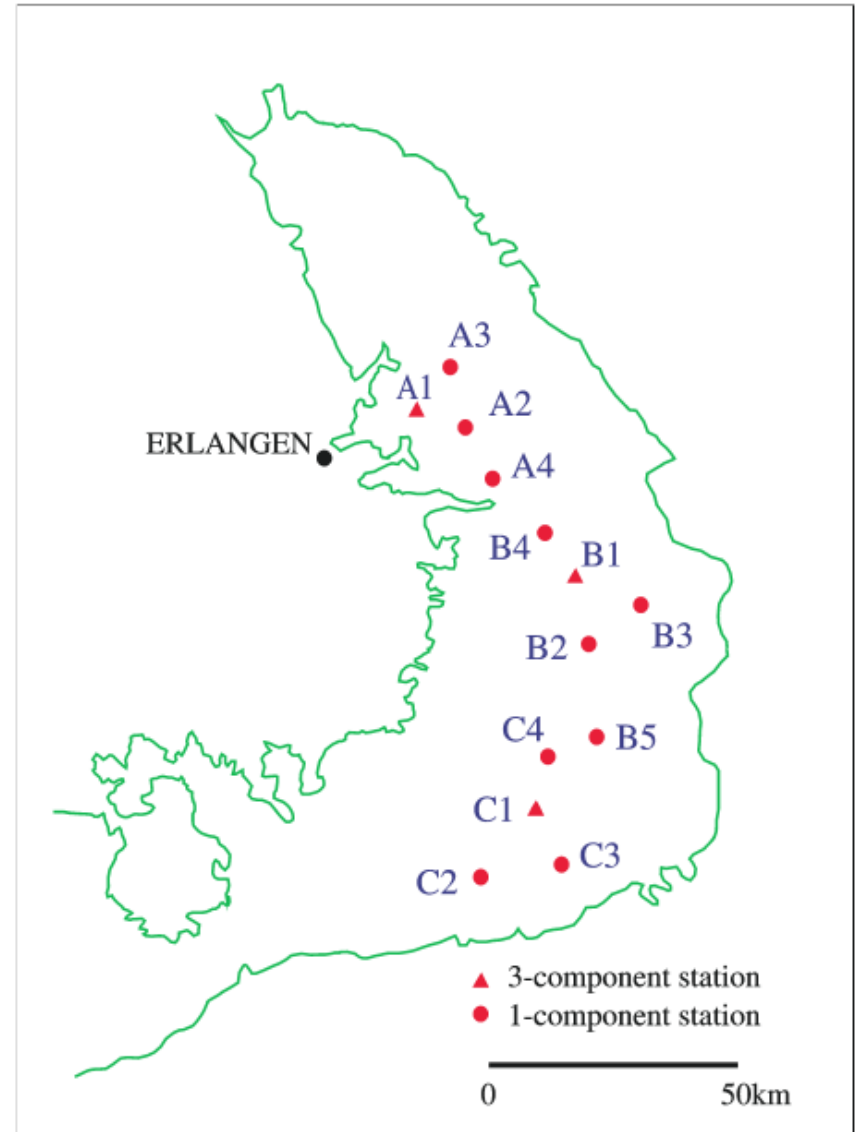 A3
A1
A2
ERLANGEN
A4
B4
B1
B3
B2
C4
B5
C1
C3
C2
3-component station
1-component station
0 50km